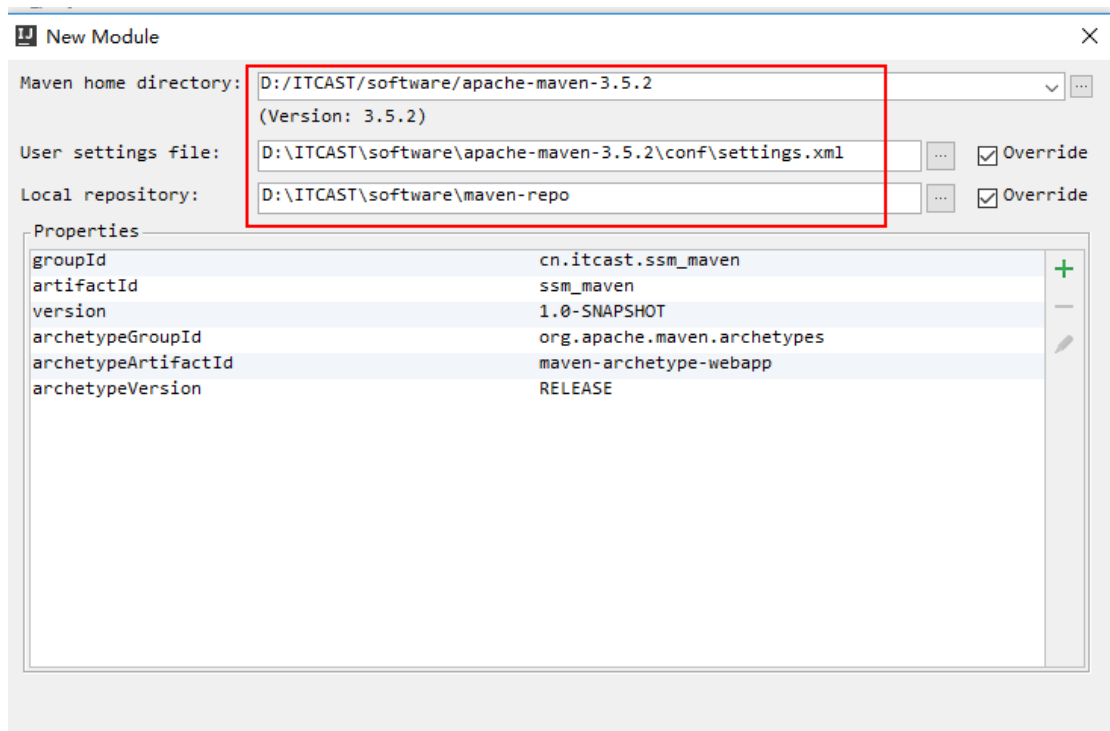 New Module
Maven home directory: D:/ITCAST/software/apache-maven-3.5.2
(Version: 3.5.2)
User settings file: D:\ITCAST\software\apache-maven-3.5.2\conf\settings.xml Override
Local repository: D:\ITCAST\software\maven-repo Override
Properties
groupId cn.itcast.ssm_maven
artifactId ssm_maven
version 1.0-SNAPSHOT
archetypeGroupId org.apache.maven.archetypes
archetypeArtifactId maven-archetype-webapp
archetypeVersion RELEASE